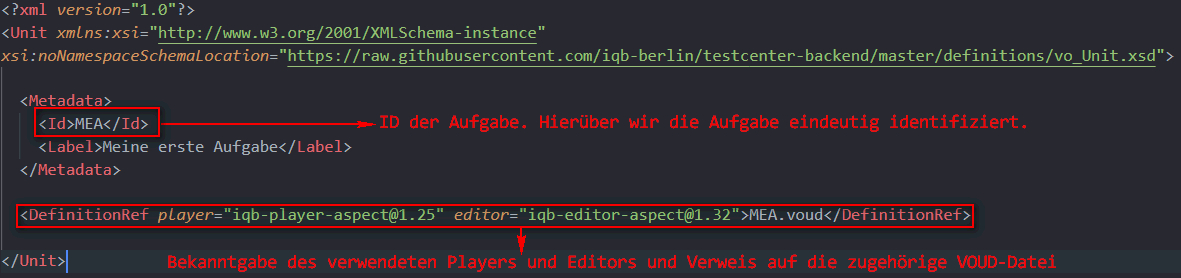 <?xml version="1.0"?>
<Unit xmlns:xsi="http://www.w3.org/2001/XMLSchema-instance"
xsi:noNamespaceSchemaLocation="https://raw.githubusercontent.com/iqb-berlin/testcenter-backend/master/definitions/vo_Unit.xsd">
<Metadata>
<Id>MEA</Id> ID der Aufgabe. Hierüber wir die Aufgabe eindeutig identifiziert.
<Label>Meine erste Aufgabe</Label>
</Metadata>
<DefinitionRef player="iqb-player-aspect@1.25" editor="iqb-editor-aspect@1.32">MEA.voud</DefinitionRef>
</Unit> Bekanntgabe des verwendeten Players und Editors und Verweis auf die zugehörige VOUD-Datei